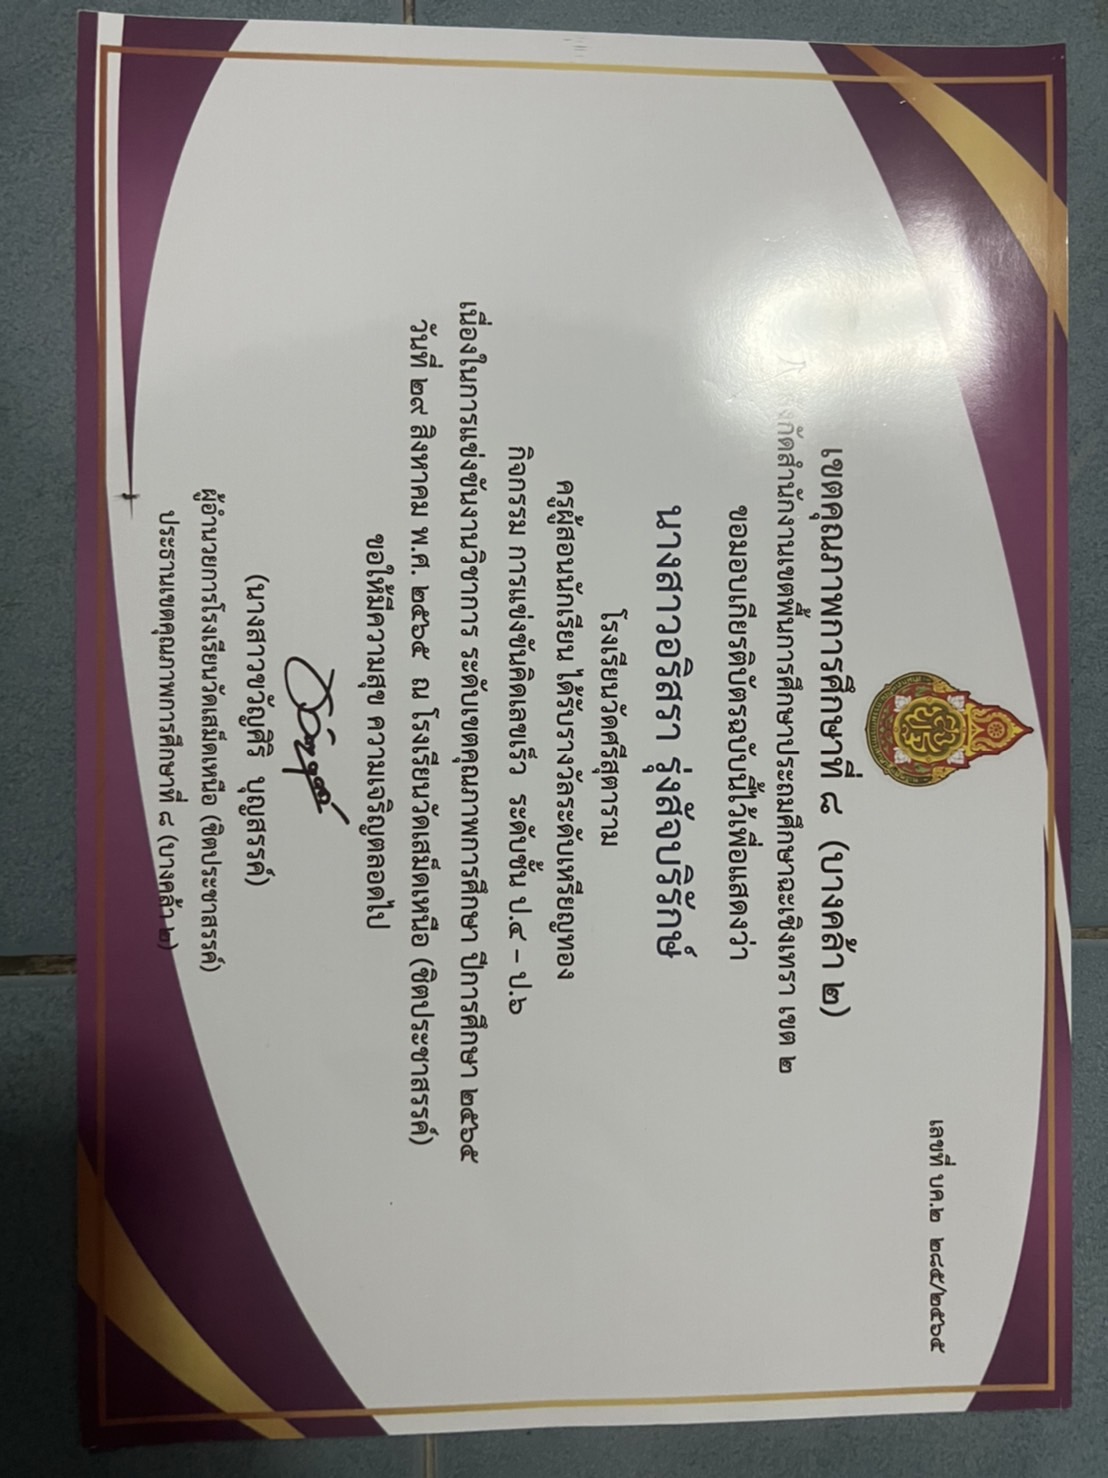 เลขที่ บค.๒ ๒๘๕/๒๕๖๕
เขตคุณภาพการศึกษาที่ ๘ (บางคล้า ๒)
สังกัดสำนักงานเขตพื้นการศึกษาประถมศึกษาฉะเชิงเทรา เขต ๒
ขอมอบเกียรติบัตรฉบับนี้ไว้เพื่อแสดงว่า
นางสาวอริสรา รุ่งสัจบริรักษ์
โรงเรียนวัดศรีสุตาราม
ครูผู้สอนนักเรียน ได้รับรางวัลระดับเหรียญทอง
กิจกรรม การแข่งขันคิดเลขเร็ว ระดับชั้น ป.๔ – ป.๖
เนื่องในการแข่งขันงานวิชาการ ระดับเขตคุณภาพการศึกษา ปีการศึกษา ๒๕๖๕
วันที่ ๒๙ สิงหาคม พ.ศ. ๒๕๖๕ ณ โรงเรียนวัดเสม็ดเหนือ (ชิตประชาสรรค์)
ขอให้มีความสุข ความเจริญตลอดไป
(นางสาวขวัญศิริ บุญสรรค์)
ผู้อำนวยการโรงเรียนวัดเสม็ดเหนือ (ชิตประชาสรรค์)
ประธานเขตคุณภาพการศึกษาที่ ๘ (บางคล้า ๒)